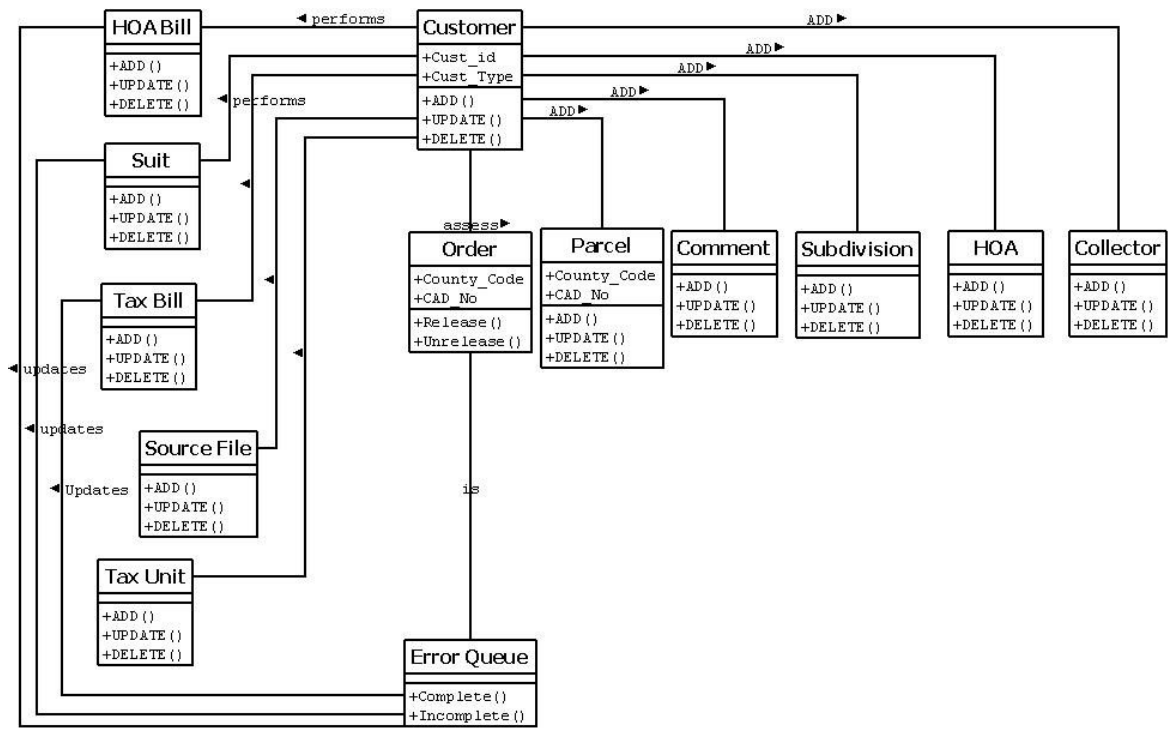 HOA Bill
+ADD()
+UPDATE()
+DELETE()
performs
Customer
+Cust_id
+Cust_Type
+ADD()
+UPDATE()
+DELETE()
ADD
ADD
ADD
ADD
ADD
performs
Suit
+ADD()
+UPDATE()
+DELETE()
assess
Order
+County_Code
+CAD_No
+Release()
+Unrelease()
Parcel
+County_Code
+CAD_No
+ADD()
+UPDATE()
+DELETE()
Comment
+ADD()
+UPDATE()
+DELETE()
Subdivision
+ADD()
+UPDATE()
+DELETE()
HOA
+ADD()
+UPDATE()
+DELETE()
Collector
+ADD()
+UPDATE()
+DELETE()
Tax Bill
+ADD()
+UPDATE()
+DELETE()
updates
updates
Updates
Source File
+ADD()
+UPDATE()
+DELETE()
is
Tax Unit
+ADD()
+UPDATE()
+DELETE()
Error Queue
+Complete()
+Incomplete()